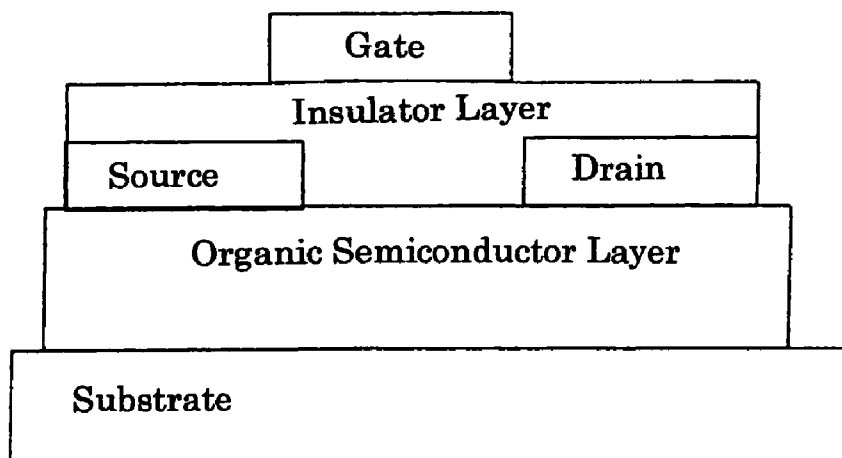 Gate
Insulator Layer
Source
Drain
Organic Semiconductor Layer
Substrate